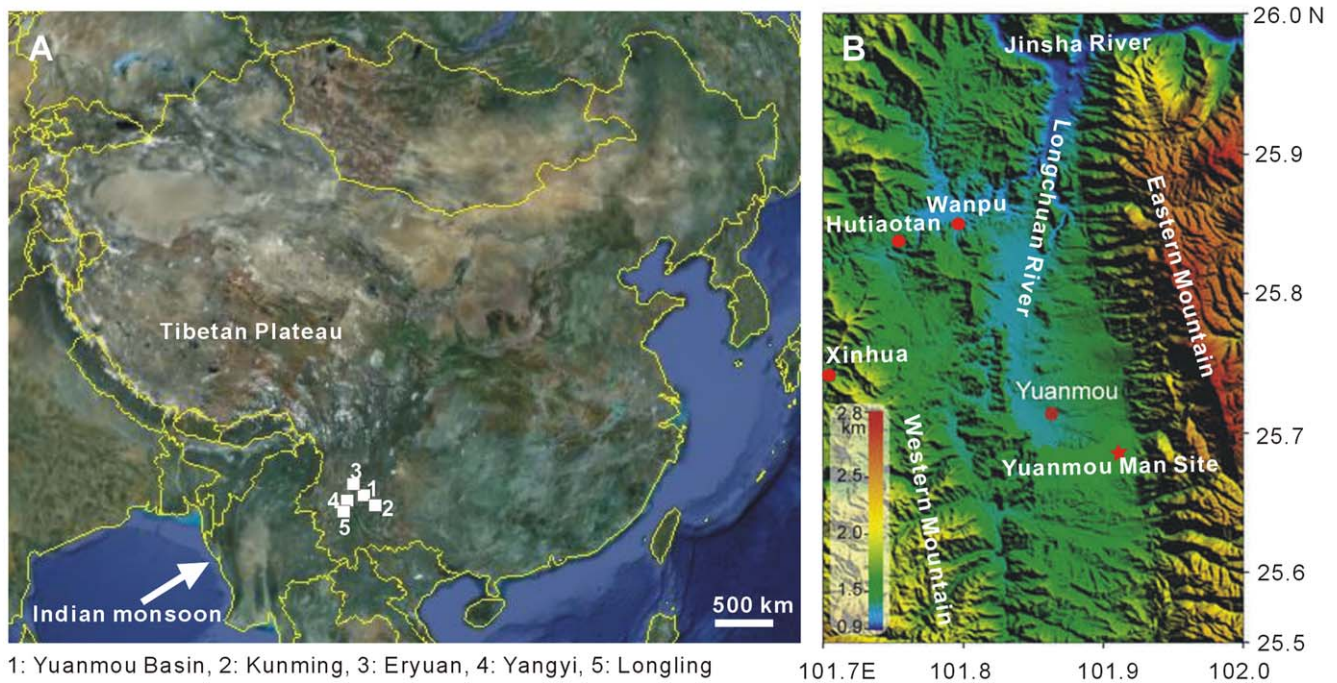 A
Tibetan Plateau
3
1
4
2
5
Indian monsoon
500 km
1: Yuanmou Basin, 2: Kunming, 3: Eryuan, 4: Yangyi, 5: Longling
B
Jinsha River
Longchuan River
Eastern Mountain
Wanpu
Hutiaotan
Xinhua
Yuanmou
Yuanmou Man Site
Western Mountain
2.8
km
2.5
2.0
1.5
0.9
26.0 N
25.9
25.8
25.7
25.6
25.5
101.7E
101.8
101.9
102.0